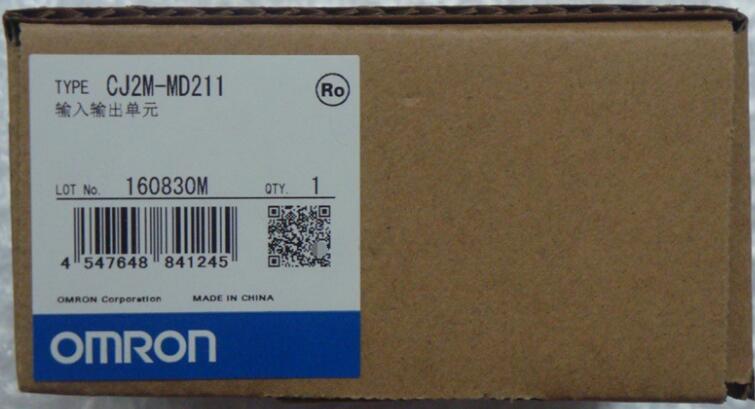 TYPE CJ2M-MD211 Ro
输入输出单元
LOT No. 160830M QTY. 1
4 547648 841245
OMRON Corporation MADE IN CHINA
OMRON